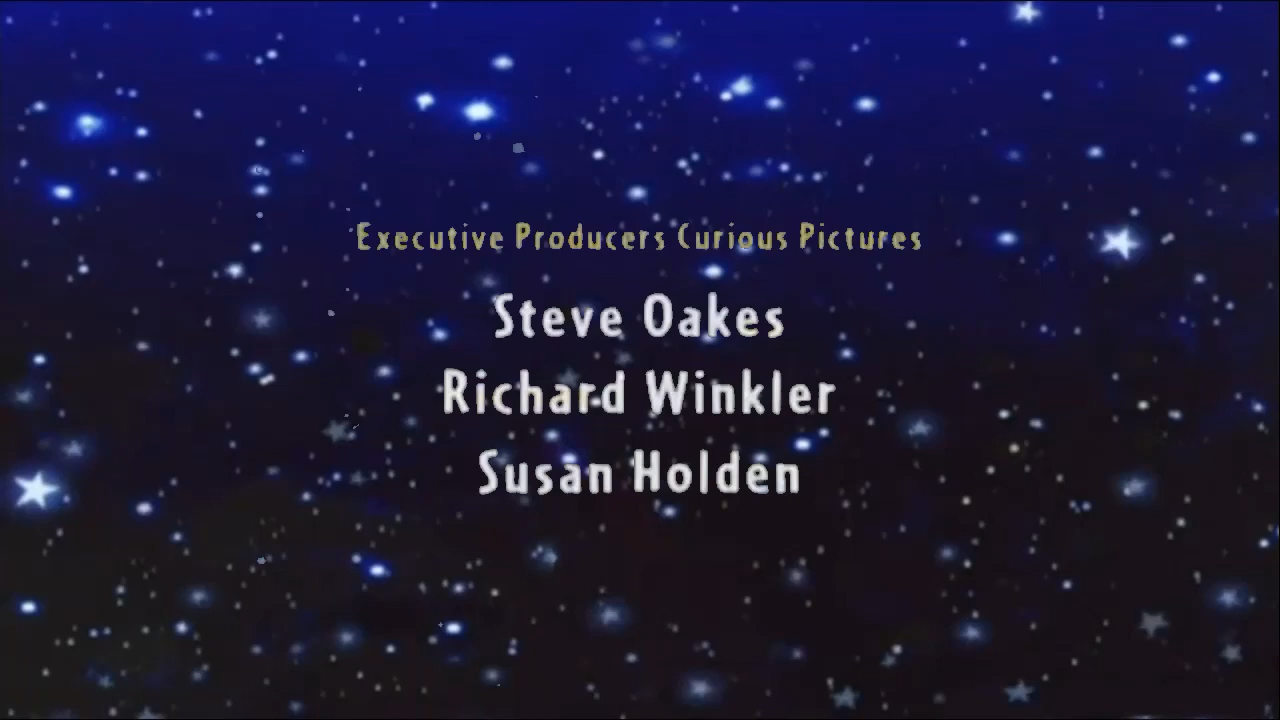 Executive Producers Curious Pictures
Steve Oakes
Richard Winkler
Susan Holden